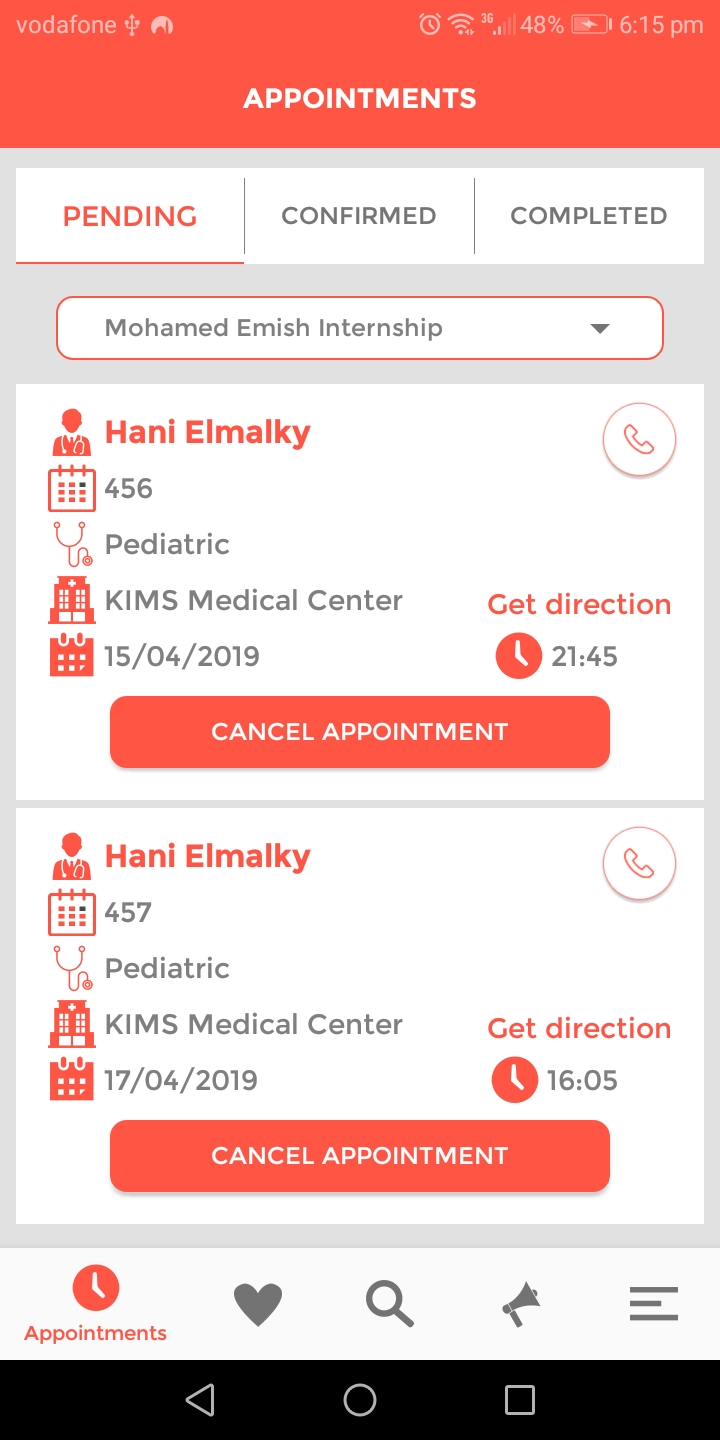 vodafone 3G 48% 6:15 pm
APPOINTMENTS
PENDING CONFIRMED COMPLETED
Mohamed Emish Internship
Hani Elmalky
456
Pediatric
KIMS Medical Center Get direction
15/04/2019 21:45
CANCEL APPOINTMENT
Hani Elmalky
457
Pediatric
KIMS Medical Center Get direction
17/04/2019 16:05
CANCEL APPOINTMENT
Appointments